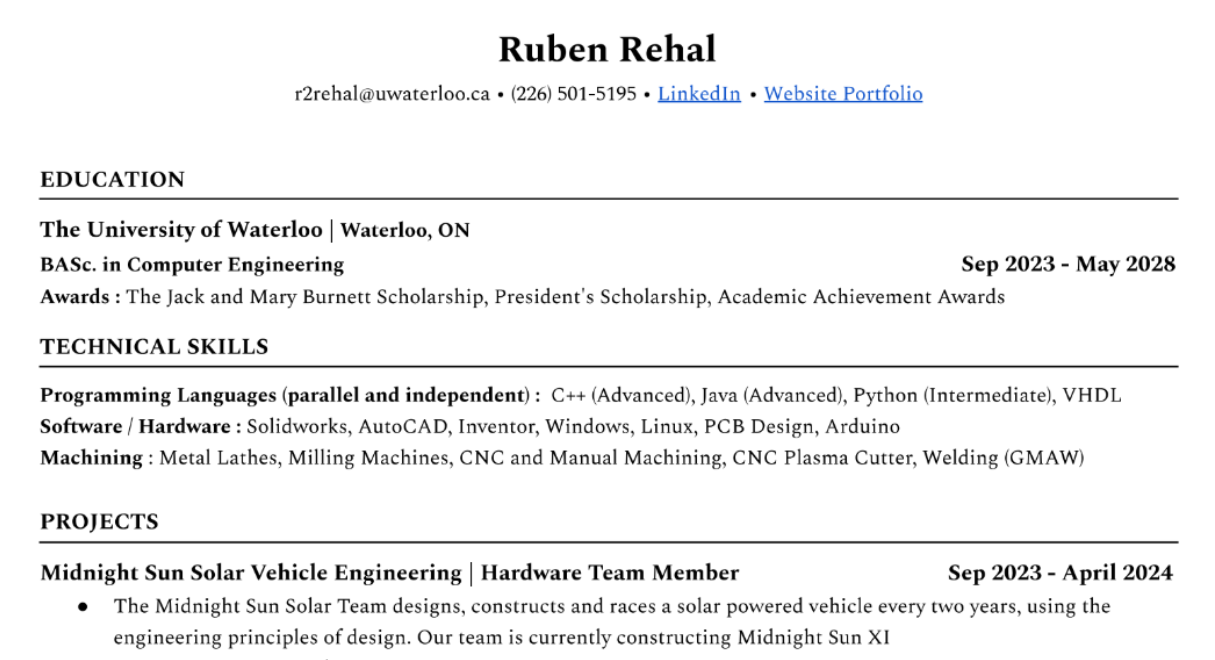 Ruben Rehal
r2rehal@uwaterloo.ca • (226) 501-5195 • LinkedIn • Website Portfolio
EDUCATION
The University of Waterloo | Waterloo, ON
BASc. in Computer Engineering Sep 2023 - May 2028
Awards : The Jack and Mary Burnett Scholarship, President's Scholarship, Academic Achievement Awards
TECHNICAL SKILLS
Programming Languages (parallel and independent) : C++ (Advanced), Java (Advanced), Python (Intermediate), VHDL
Software / Hardware : Solidworks, AutoCAD, Inventor, Windows, Linux, PCB Design, Arduino
Machining : Metal Lathes, Milling Machines, CNC and Manual Machining, CNC Plasma Cutter, Welding (GMAW)
PROJECTS
Midnight Sun Solar Vehicle Engineering | Hardware Team Member Sep 2023 - April 2024
● The Midnight Sun Solar Team designs, constructs and races a solar powered vehicle every two years, using the
engineering principles of design. Our team is currently constructing Midnight Sun XI